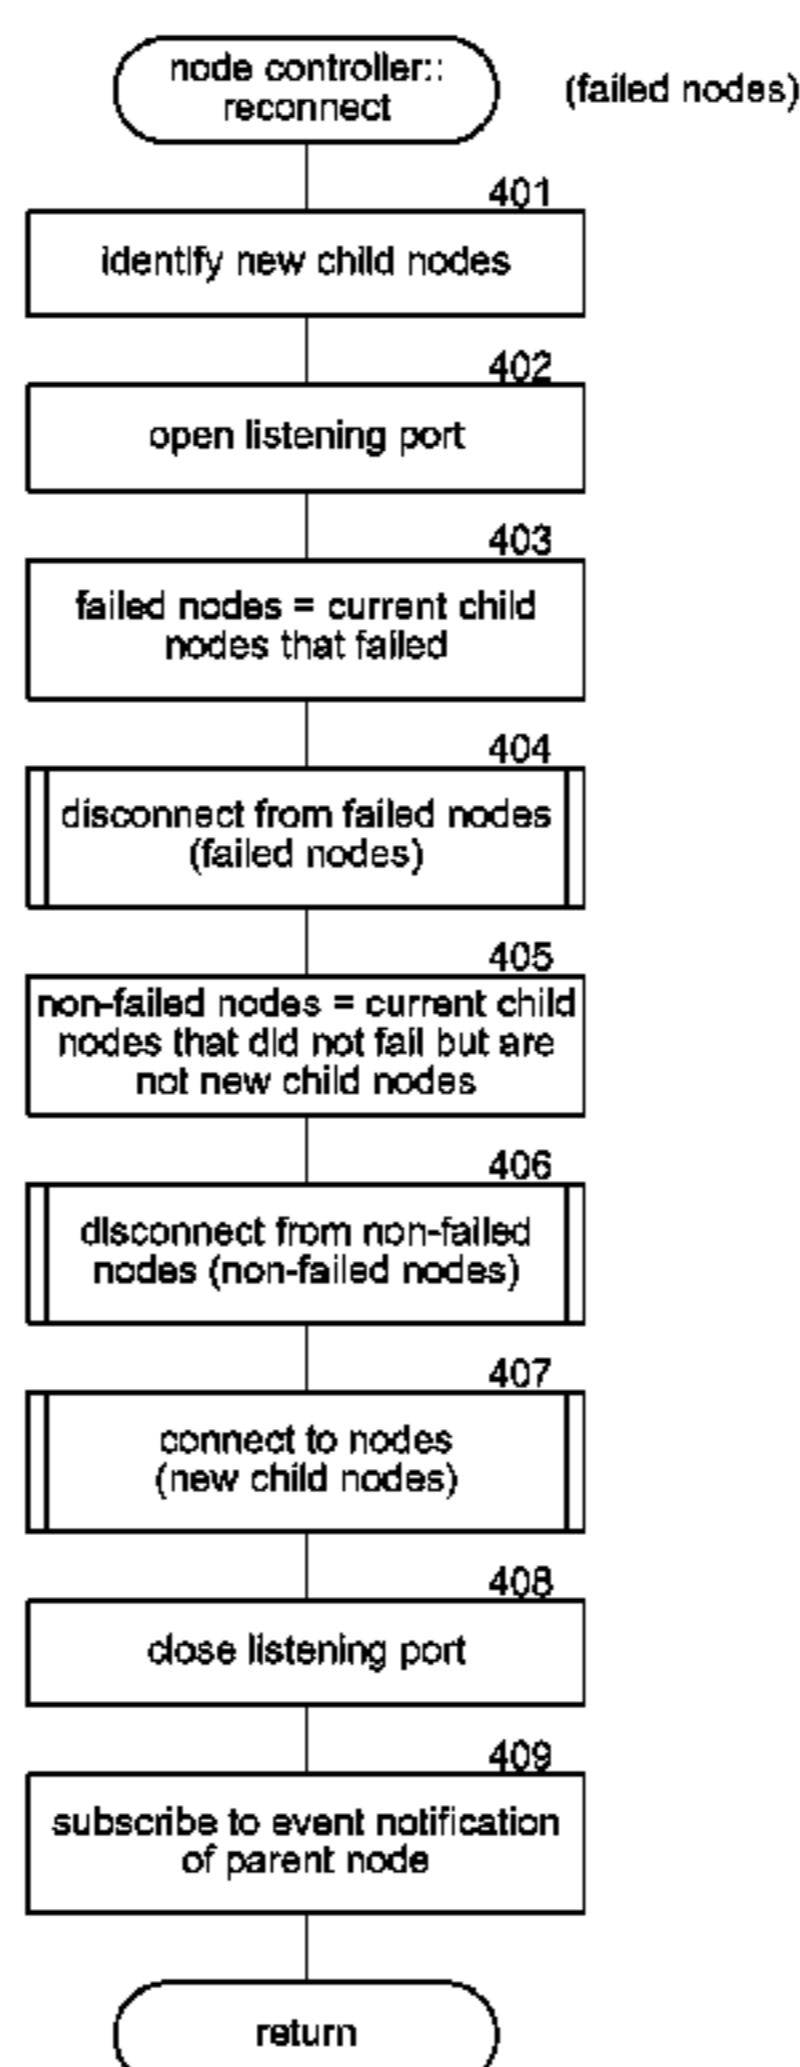 node controller::
reconnect
(failed nodes)
401
identify new child nodes
402
open listening port
403
failed nodes = current child
nodes that failed
404
disconnect from failed nodes
(failed nodes)
405
non-failed nodes = current child
nodes that did not fail but are
not new child nodes
406
disconnect from non-failed
nodes (non-failed nodes)
407
connect to nodes
(new child nodes)
408
close listening port
409
subscribe to event notification
of parent node
return